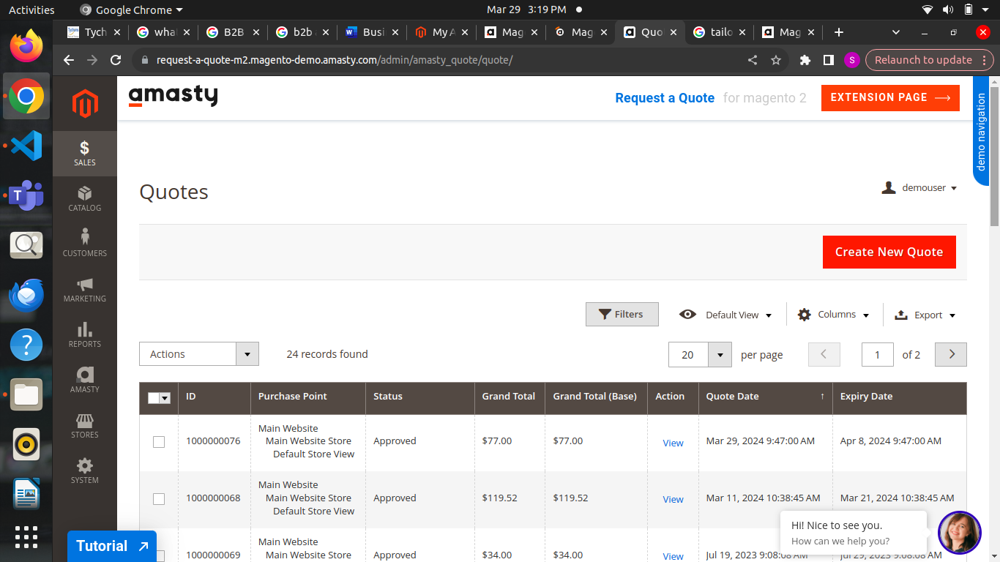 Activities
Google Chrome
Mar 29 3:19 PM
Tych
wha
B2B
b2b
Busi
My A
Mag
Mag
Quo
tailo
Mag
request-a-quote-m2.magento-demo.amasty.com/admin/amasty_quote/quote/
S
Relaunch to update
amasty
Request a Quote for magento 2
EXTENSION PAGE
demo navigation
$
SALES
CATALOG
CUSTOMERS
MARKETING
REPORTS
AMASTY
STORES
SYSTEM
Quotes
demouser
Create New Quote
Filters
Default View
Columns
Export
Actions
24 records found
20 per page
1 of 2
ID Purchase Point Status Grand Total Grand Total (Base) Action Quote Date ↑ Expiry Date
Main Website
1000000076 Main Website Store Approved $77.00 $77.00 View Mar 29, 2024 9:47:00 AM Apr 8, 2024 9:47:00 AM
Default Store View
Main Website
1000000068 Main Website Store Approved $119.52 $119.52 View Mar 11, 2024 10:38:45 AM Mar 21, 2024 10:38:45 AM
Default Store View
Main Website
1000000069 Main Website Store Approved $34.00 $34.00 View Jul 19, 2023 9:08:08 AM Jul 29, 2023 9:08:08 AM
Hi! Nice to see you.
How can we help you?
Tutorial